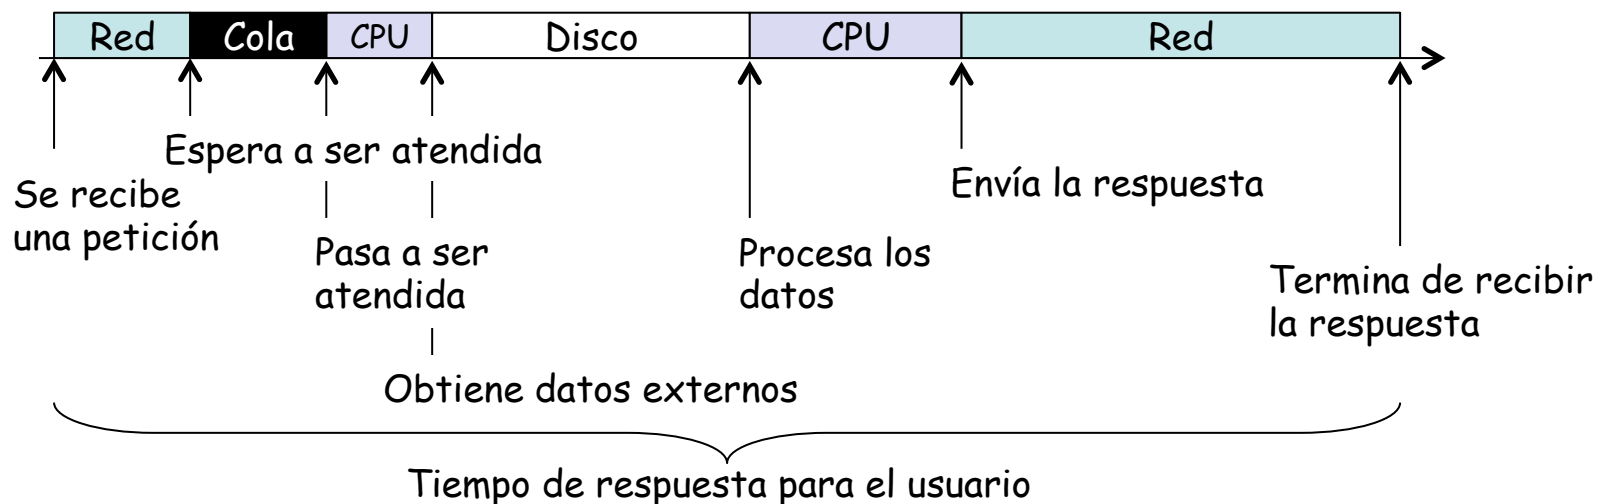 Red Cola CPU Disco CPU Red
Espera a ser atendida
Se recibe
una petición
Envía la respuesta
Pasa a ser
atendida
Procesa los
datos
Termina de recibir
la respuesta
Obtiene datos externos
Tiempo de respuesta para el usuario